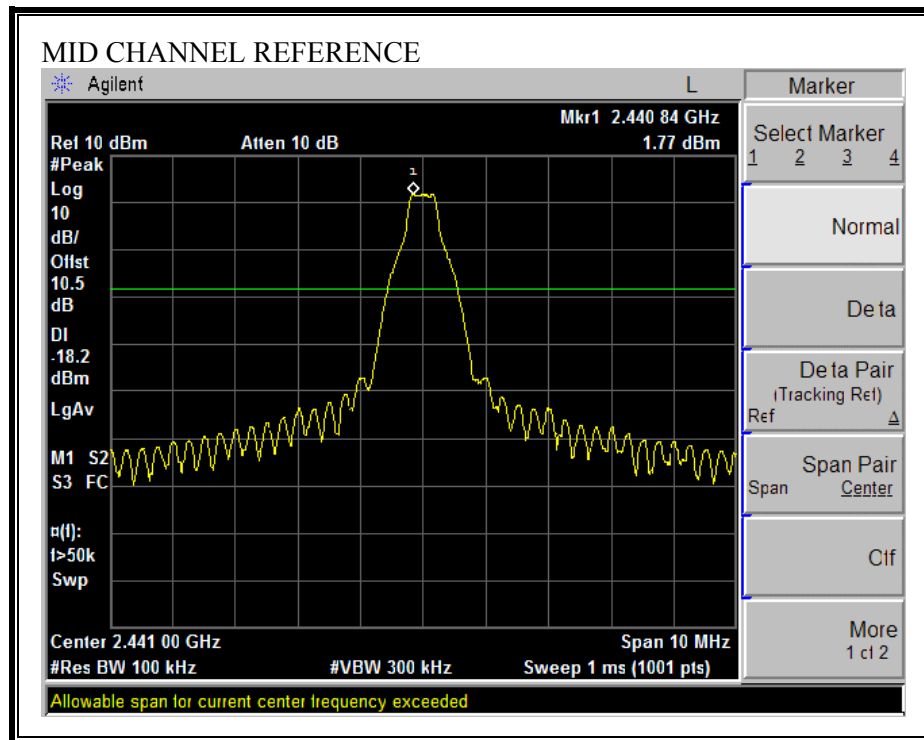 MID CHANNEL REFERENCE
Agilent L
Mkr1 2.440 84 GHz
Ref 10 dBm Atten 10 dB 1.77 dBm
#Peak
Log
10
dB/
Offst
10.5
dB
DI
-18.2
dBm
LgAv
M1 S2
S3 FC
¤(f):
f>50k
Swp
1
Center 2.441 00 GHz Span 10 MHz
#Res BW 100 kHz #VBW 300 kHz Sweep 1 ms (1001 pts)
Allowable span for current center frequency exceeded
Marker
Select Marker
1 2 3 4
Normal
Delta
Delta Pair
(Tracking Ref)
Ref Δ
Span Pair
Span Center
Off
More
1 of 2